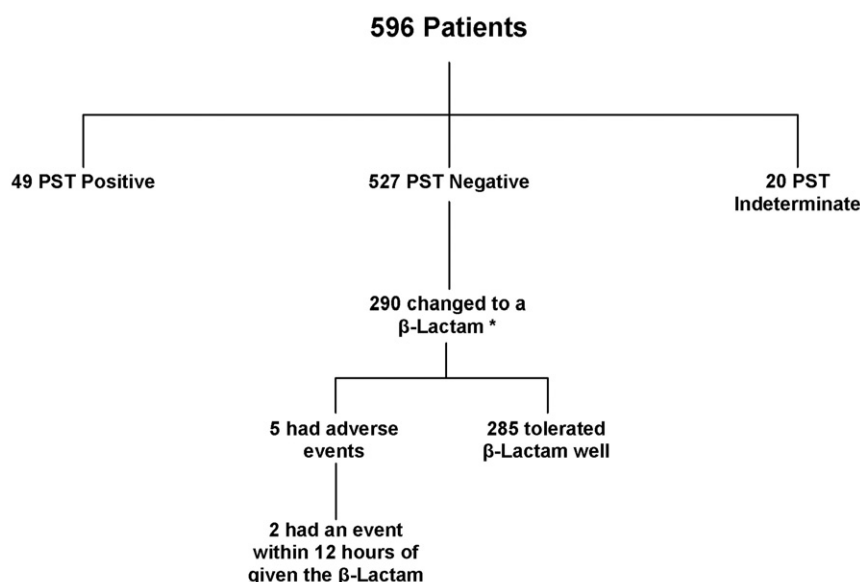 596 Patients
49 PST Positive
527 PST Negative
20 PST
Indeterminate
290 changed to a
β-Lactam *
5 had adverse
events
285 tolerated
β-Lactam well
2 had an event
within 12 hours of
given the β-Lactam